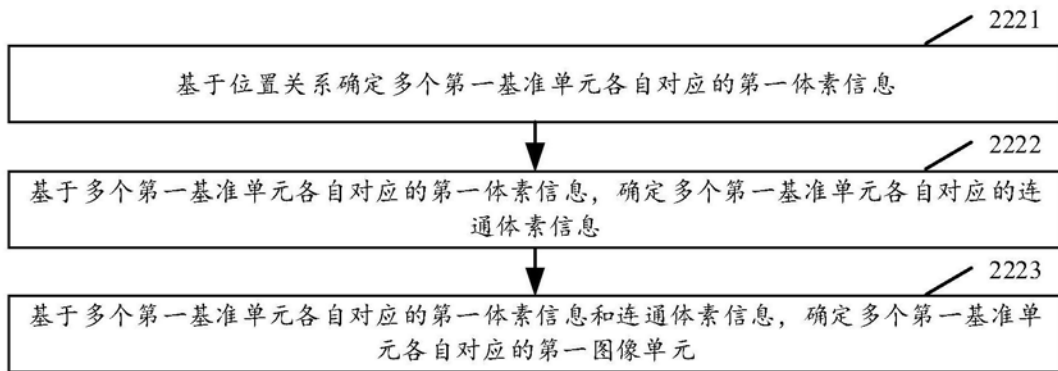 2221
基于位置关系确定多个第一基准单元各自对应的第一体素信息
2222
基于多个第一基准单元各自对应的第一体素信息，确定多个第一基准单元各自对应的连
通体素信息
2223
基于多个第一基准单元各自对应的第一体素信息和连通体素信息，确定多个第一基准单
元各自对应的第一图像单元